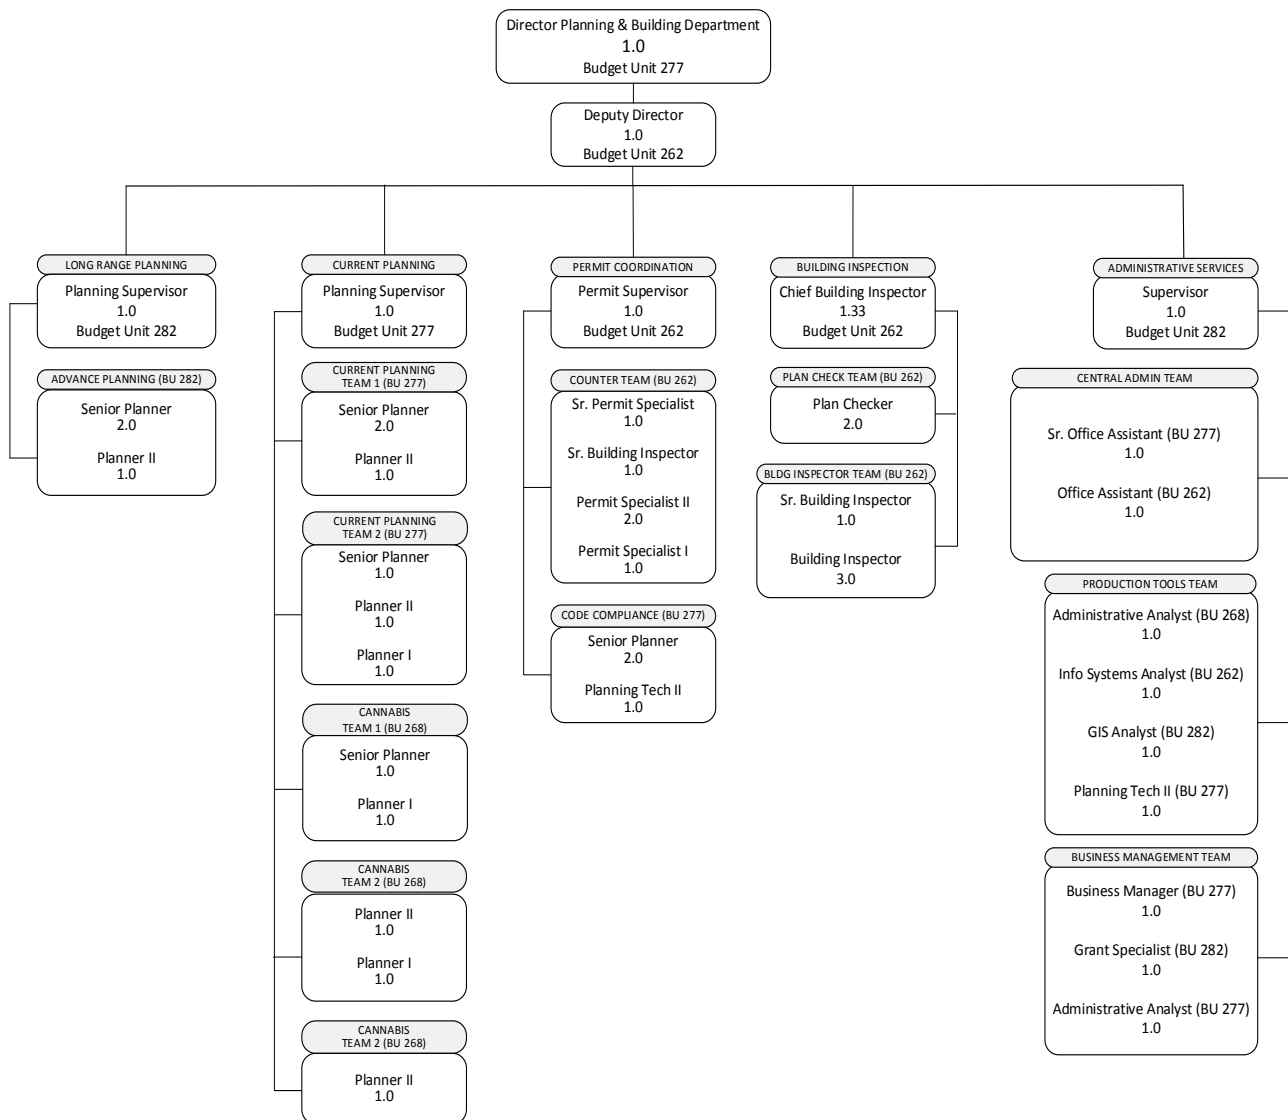 Director Planning & Building Department
1.0
Budget Unit 277
Deputy Director
1.0
Budget Unit 262
LONG RANGE PLANNING
Planning Supervisor
1.0
Budget Unit 282
ADVANCE PLANNING (BU 282)
Senior Planner
2.0
Planner II
1.0
CURRENT PLANNING
Planning Supervisor
1.0
Budget Unit 277
CURRENT PLANNING
TEAM 1 (BU 277)
Senior Planner
2.0
Planner II
1.0
CURRENT PLANNING
TEAM 2 (BU 277)
Senior Planner
1.0
Planner II
1.0
Planner I
1.0
CANNABIS
TEAM 1 (BU 268)
Senior Planner
1.0
Planner I
1.0
CANNABIS
TEAM 2 (BU 268)
Planner II
1.0
Planner I
1.0
CANNABIS
TEAM 2 (BU 268)
Planner II
1.0
PERMIT COORDINATION
Permit Supervisor
1.0
Budget Unit 262
COUNTER TEAM (BU 262)
Sr. Permit Specialist
1.0
Sr. Building Inspector
1.0
Permit Specialist II
2.0
Permit Specialist I
1.0
CODE COMPLIANCE (BU 277)
Senior Planner
2.0
Planning Tech II
1.0
BUILDING INSPECTION
Chief Building Inspector
1.33
Budget Unit 262
PLAN CHECK TEAM (BU 262)
Plan Checker
2.0
BLDG INSPECTOR TEAM (BU 262)
Sr. Building Inspector
1.0
Building Inspector
3.0
ADMINISTRATIVE SERVICES
Supervisor
1.0
Budget Unit 282
CENTRAL ADMIN TEAM
Sr. Office Assistant (BU 277)
1.0
Office Assistant (BU 262)
1.0
PRODUCTION TOOLS TEAM
Administrative Analyst (BU 268)
1.0
Info Systems Analyst (BU 262)
1.0
GIS Analyst (BU 282)
1.0
Planning Tech II (BU 277)
1.0
BUSINESS MANAGEMENT TEAM
Business Manager (BU 277)
1.0
Grant Specialist (BU 282)
1.0
Administrative Analyst (BU 277)
1.0